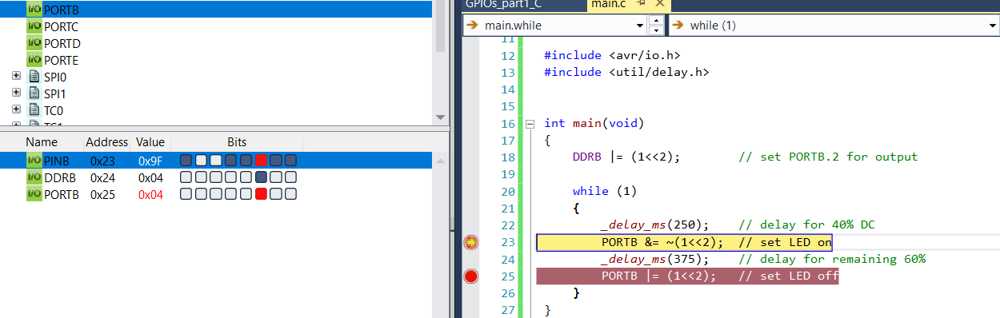 PORTB
PORTC
PORTD
PORTE
SPI0
SPI1
TC0
Name Address Value Bits
PINB 0x23 0x9F
DDRB 0x24 0x04
PORTB 0x25 0x04
GPIOs_part1_C main.c
main.while while (1)
11
12 #include <avr/io.h>
13 #include <util/delay.h>
14
15
16 int main(void)
17 {
18 DDRB |= (1<<2); // set PORTB.2 for output
19
20 while (1)
21 {
22 _delay_ms(250); // delay for 40% DC
23 PORTB &= ~(1<<2); // set LED on
24 _delay_ms(375); // delay for remaining 60%
25 PORTB |= (1<<2); // set LED off
26 }
27 }